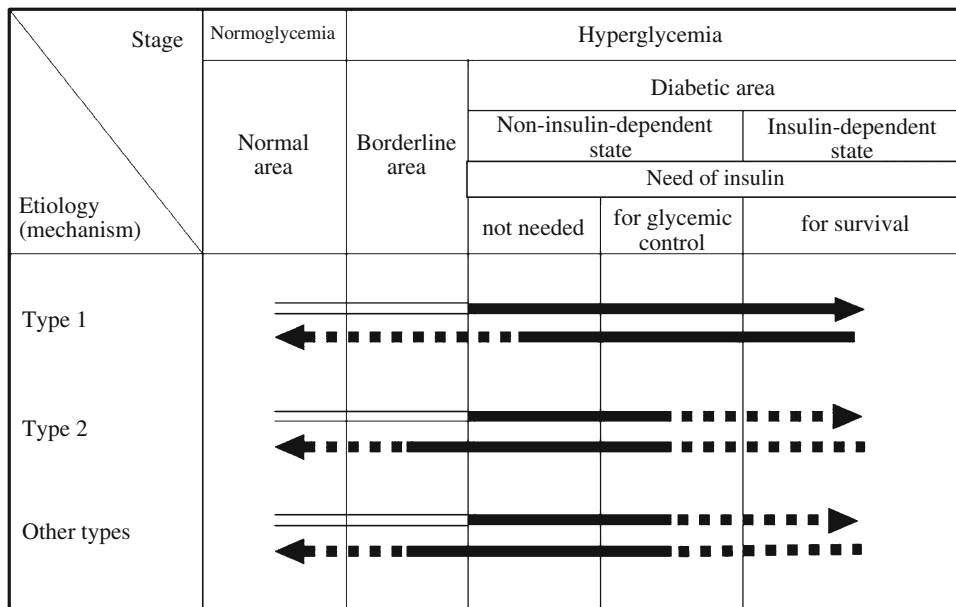 Stage
Normoglycemia
Hyperglycemia
Diabetic area
Normal
area
Borderline
area
Non-insulin-dependent
state
Insulin-dependent
state
Need of insulin
Etiology
(mechanism)
not needed
for glycemic
control
for survival
Type 1
Type 2
Other types